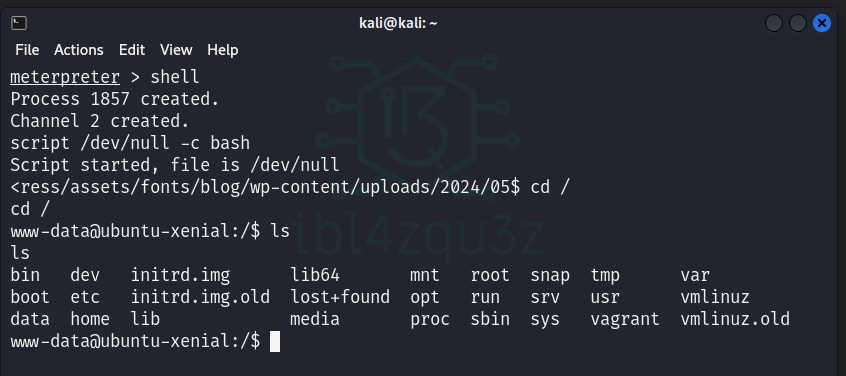 kali@kali: ~
File Actions Edit View Help
meterpreter > shell
Process 1857 created.
Channel 2 created.
script /dev/null -c bash
Script started, file is /dev/null
<ress/assets/fonts/blog/wp-content/uploads/2024/05$ cd /
cd /
www-data@ubuntu-xenial:/$ ls
ls
bin dev initrd.img lib64 mnt root snap tmp var
boot etc initrd.img.old lost+found opt run srv usr vmlinuz
data home lib media proc sbin sys vagrant vmlinuz.old
www-data@ubuntu-xenial:/$
ibl4zqu3z